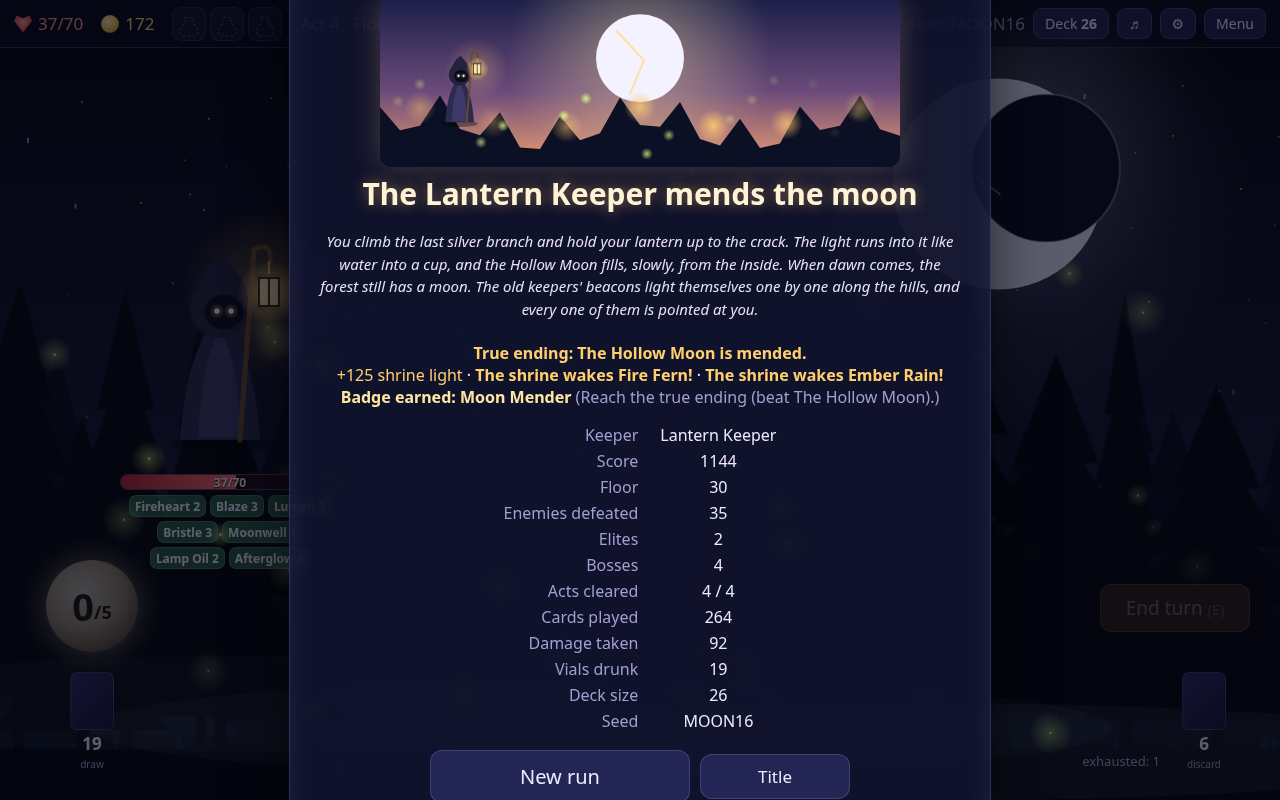 37/70 172 Act 4 Seed MOON16 Deck 26 Menu
The Lantern Keeper mends the moon
You climb the last silver branch and hold your lantern up to the crack. The light runs into it like
water into a cup, and the Hollow Moon fills, slowly, from the inside. When dawn comes, the
forest still has a moon. The old keepers' beacons light themselves one by one along the hills, and
every one of them is pointed at you.
True ending: The Hollow Moon is mended.
+125 shrine light · The shrine wakes Fire Fern! · The shrine wakes Ember Rain!
Badge earned: Moon Mender (Reach the true ending (beat The Hollow Moon).)
Keeper Lantern Keeper
Score 1144
Floor 30
Enemies defeated 35
Elites 2
Bosses 4
Acts cleared 4 / 4
Cards played 264
Damage taken 92
Vials drunk 19
Deck size 26
Seed MOON16
New run Title
37/70
Fireheart 2 Blaze 3
Bristle 3 Moonwell
Lamp Oil 2 Afterglow
0/5
End turn (E)
19
draw
exhausted: 1
6
discard